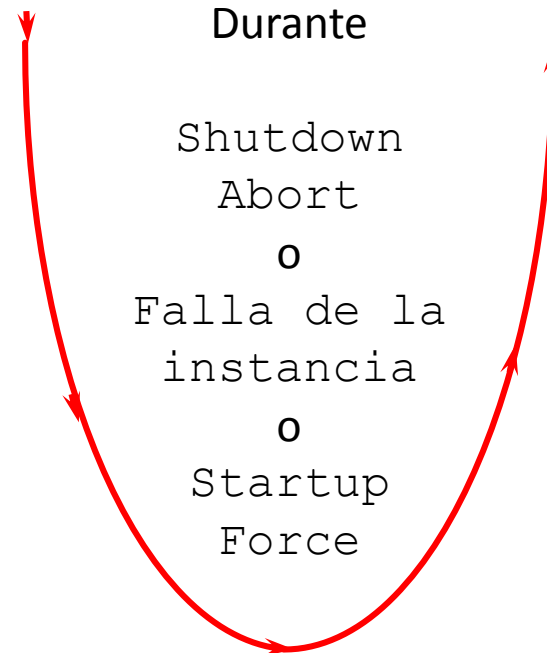 Durante
Shutdown
Abort
o
Falla de la
instancia
o
Startup
Force